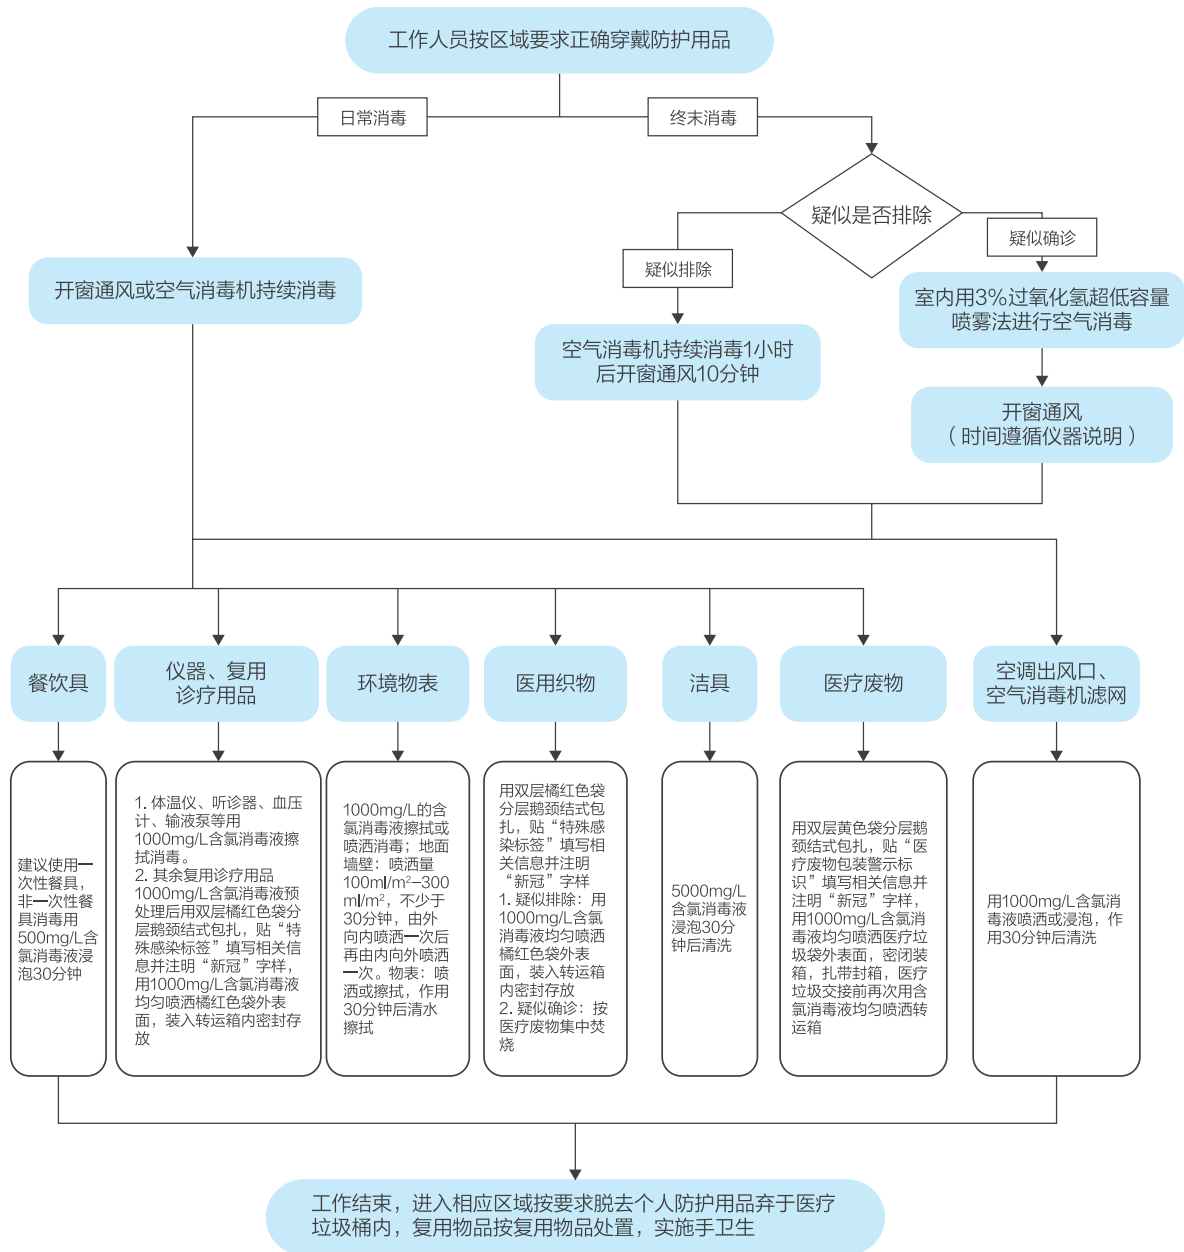 工作人员按区域要求正确穿戴防护用品
日常消毒
终末消毒
疑似是否排除
疑似排除
疑似确诊
开窗通风或空气消毒机持续消毒
空气消毒机持续消毒1小时
后开窗通风10分钟
室内用3%过氧化氢超低容量
喷雾法进行空气消毒
开窗通风
（时间遵循仪器说明）
餐饮具
仪器、复用
诊疗用品
环境物表
医用织物
洁具
医疗废物
空调出风口、
空气消毒机滤网
建议使用一
次性餐具，
非一次性餐
具消毒用
500mg/L含
氯消毒液浸
泡30分钟
1. 体温仪、听诊器、血压
计、输液泵等用
1000mg/L含氯消毒液擦
拭消毒。
2. 其余复用诊疗用品
1000mg/L含氯消毒液预
处理后用双层橘红色袋分
层鹅颈结式包扎，贴“特
殊感染标签”填写相关信
息并注明“新冠”字样，
用1000mg/L含氯消毒液
均匀喷洒橘红色袋外表
面，装入转运箱内密封存
放
1000mg/L的含
氯消毒液擦拭或
喷洒消毒；地面
墙壁：喷洒量
100ml/m²–300
ml/m²，不少于
30分钟，由外
向内喷洒一次后
再由内向外喷洒
一次。物表：喷
洒或擦拭，作用
30分钟后清水
擦拭
用双层橘红色袋
分层鹅颈结式包
扎，贴“特殊感
染标签”填写相
关信息并注明
“新冠”字样
1. 疑似排除：用
1000mg/L含氯
消毒液均匀喷洒
橘红色袋外表
面，装入转运箱
内密封存放
2. 疑似确诊：按
医疗废物集中焚
烧
5000mg/L
含氯消毒液
浸泡30分
钟后清洗
用双层黄色袋分层鹅
颈结式包扎，贴“医
疗废物包装警示标
识”填写相关信息并
注明“新冠”字样，
用1000mg/L含氯消
毒液均匀喷洒医疗垃
圾袋外表面，密闭装
箱，扎带封箱，医疗
垃圾交接前再次用含
氯消毒液均匀喷洒转
运箱
用1000mg/L含氯消
毒液喷洒或浸泡，作
用30分钟后清洗
工作结束，进入相应区域按要求脱去个人防护用品弃于医疗
垃圾桶内，复用物品按复用物品处置，实施手卫生